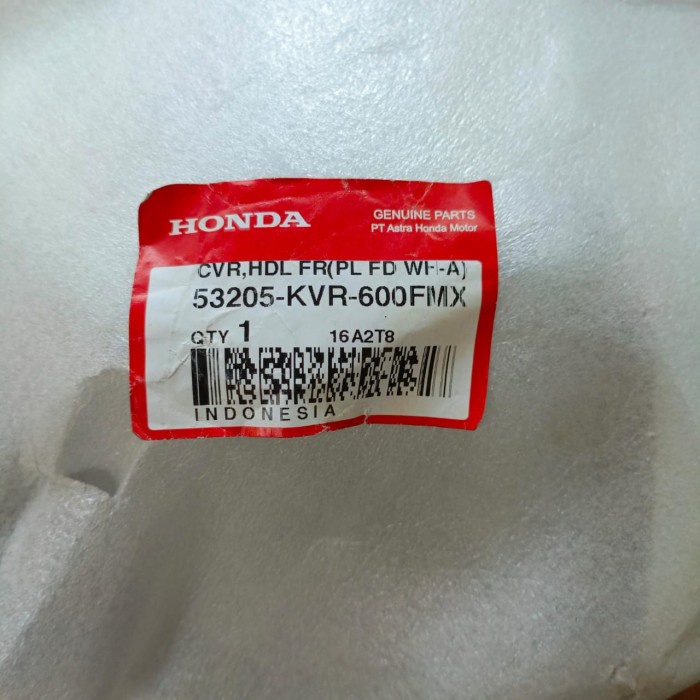 HONDA
GENUINE PARTS
PT Astra Honda Motor
CVR,HDL FR(PL FD WH-A)
53205-KVR-600FMX
QTY 1 16A2T8
INDONESIA